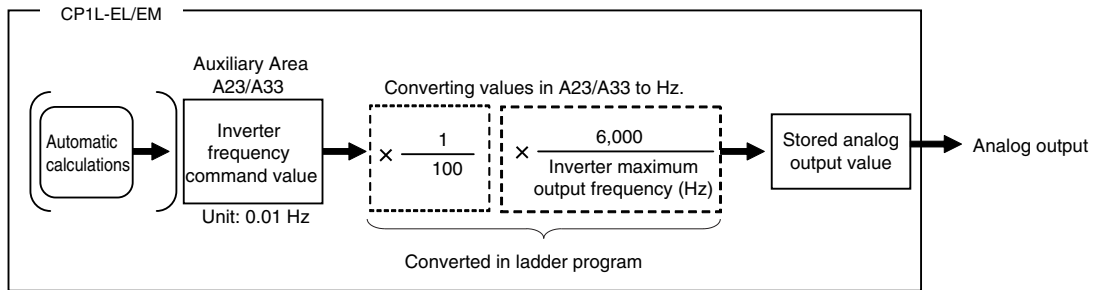 CP1L-EL/EM
Auxiliary Area
A23/A33
Converting values in A23/A33 to Hz.
Automatic
calculations
Inverter
frequency
command value
× 1
100
× 6,000
Inverter maximum
output frequency (Hz)
Stored analog
output value
Analog output
Unit: 0.01 Hz
Converted in ladder program